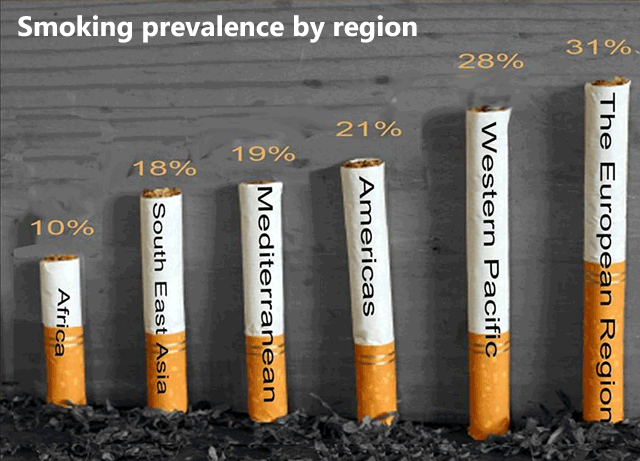 Smoking prevalence by region
10%
Africa
18%
South East Asia
19%
Mediterranean
21%
Americas
28%
Western Pacific
31%
The European Region